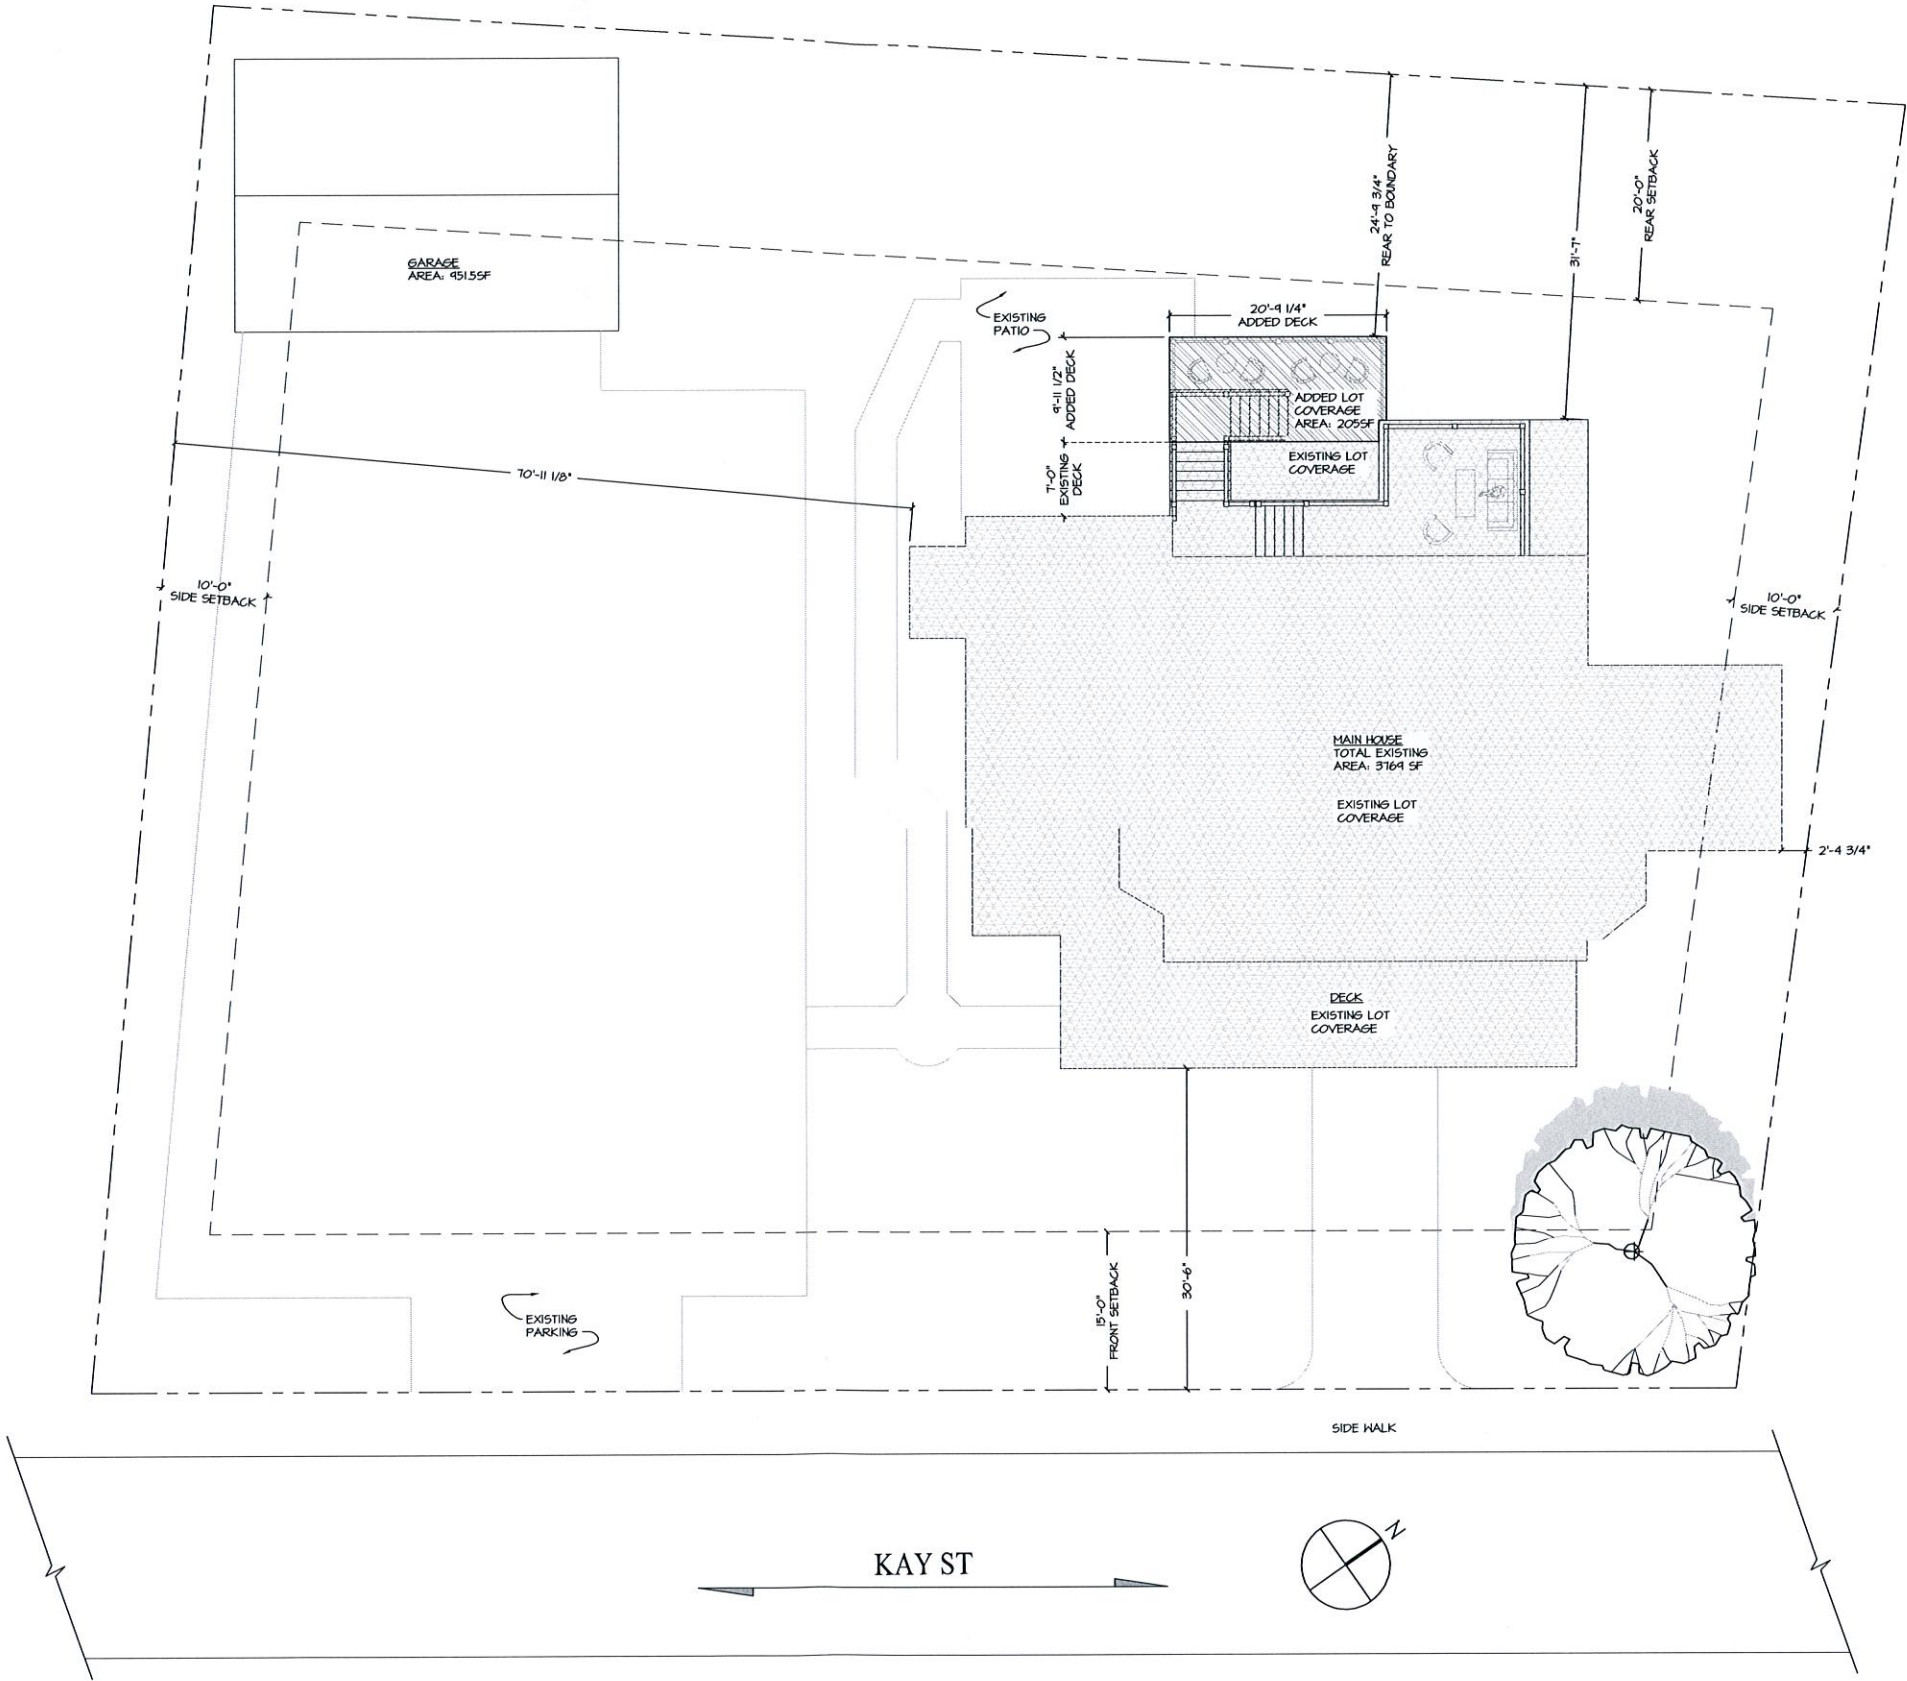 24'-9 3/4"
REAR TO BOUNDARY
31'-7"
20'-0"
REAR SETBACK
GARAGE
AREA: 951.5SF
EXISTING
PATIO
20'-9 1/4"
ADDED DECK
9'-11 1/2"
ADDED DECK
ADDED LOT
COVERAGE
AREA: 205SF
7'-0"
EXISTING
DECK
EXISTING LOT
COVERAGE
70'-11 1/8"
10'-0"
SIDE SETBACK
10'-0"
SIDE SETBACK
MAIN HOUSE
TOTAL EXISTING
AREA: 3769 SF
EXISTING LOT
COVERAGE
2'-4 3/4"
DECK
EXISTING LOT
COVERAGE
15'-0"
FRONT SETBACK
30'-6"
EXISTING
PARKING
SIDE WALK
KAY ST
N